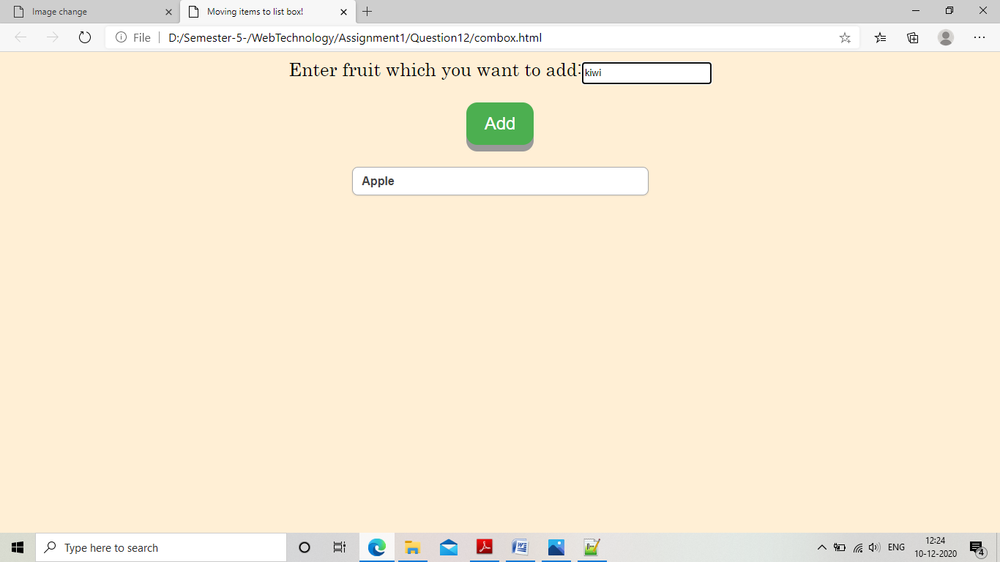 Image change
Moving items to list box!
File
D:/Semester-5-/WebTechnology/Assignment1/Question12/combox.html
Enter fruit which you want to add:
kiwi
Add
Apple
Type here to search
ENG
12:24
10-12-2020
4